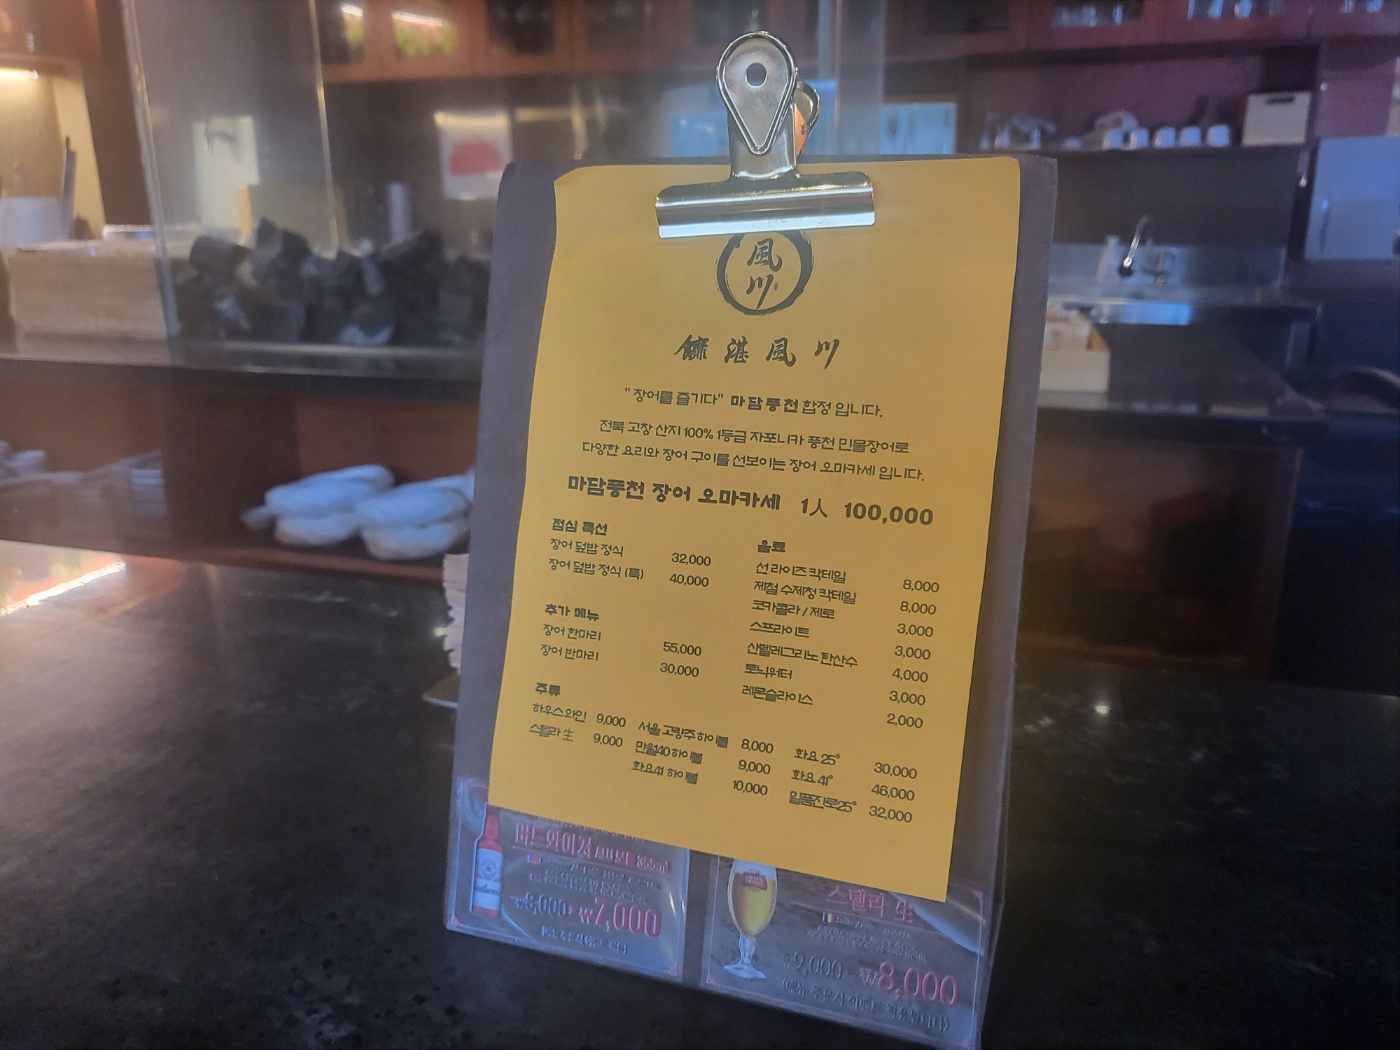 風
川
湛風川
" 장어를 즐기다" 마담풍천 합정 입니다.
전북 고창 산지 100% 1등급 자포니카 풍천 민물장어로
다양한 요리와 장어 구이를 선보이는 장어 오마카세 입니다.
마담풍천 장어 오마카세 1人 100,000
점심 특선
장어 덮밥 정식 32,000
장어 덮밥 정식 (특) 40,000
추가 메뉴
장어 한마리 55,000
장어 반마리 30,000
음료
선 라이즈 칵테일 8,000
제철 수제청 칵테일 8,000
코카콜라 / 제로 3,000
스프라이트 3,000
산펠레그리노 탄산수 4,000
토닉워터 3,000
레몬슬라이스 2,000
주류
하우스 와인 9,000
스텔라 生 9,000
서울 고량주 하이볼 8,000
만월40 하이볼 9,000
화요41 하이볼 10,000
화요 25° 30,000
화요 41° 46,000
일품진로25° 32,000
버드와이저 355ml
₩8,000 ₩7,000
스텔라 生
9,000 ₩8,000